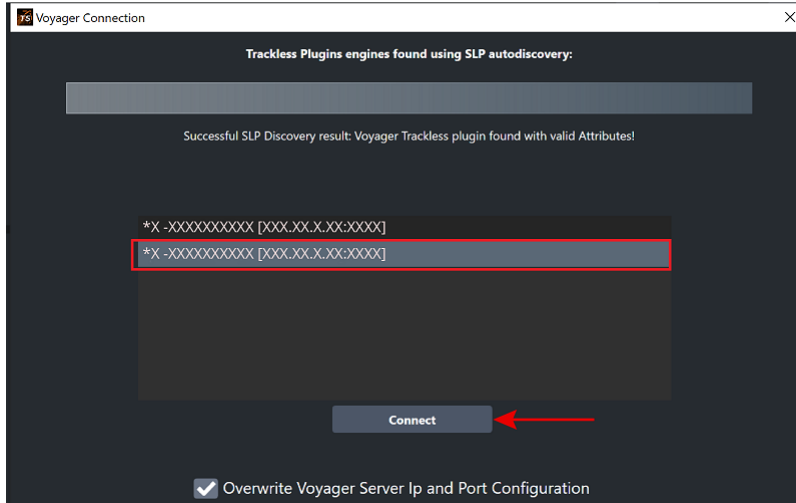 TS Voyager Connection
Trackless Plugins engines found using SLP autodiscovery:
Successful SLP Discovery result: Voyager Trackless plugin found with valid Attributes!
*X -XXXXXXXXXX [XXX.XX.X.XX:XXXX]
*X -XXXXXXXXXX [XXX.XX.X.XX:XXXX]
Connect
Overwrite Voyager Server Ip and Port Configuration